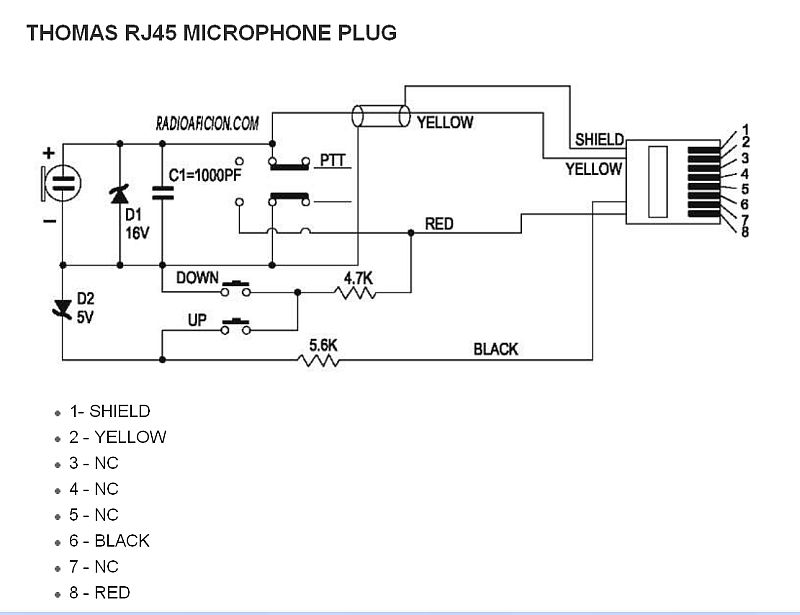 THOMAS RJ45 MICROPHONE PLUG
RADIOAFICION.COM
YELLOW
1
2
SHIELD
3
+
PTT
C1=1000PF
YELLOW
4
5
6
D1
16V
RED
7
8
−
DOWN
4.7K
D2
5V
UP
5.6K
BLACK
1- SHIELD
2 - YELLOW
3 - NC
4 - NC
5 - NC
6 - BLACK
7 - NC
8 - RED